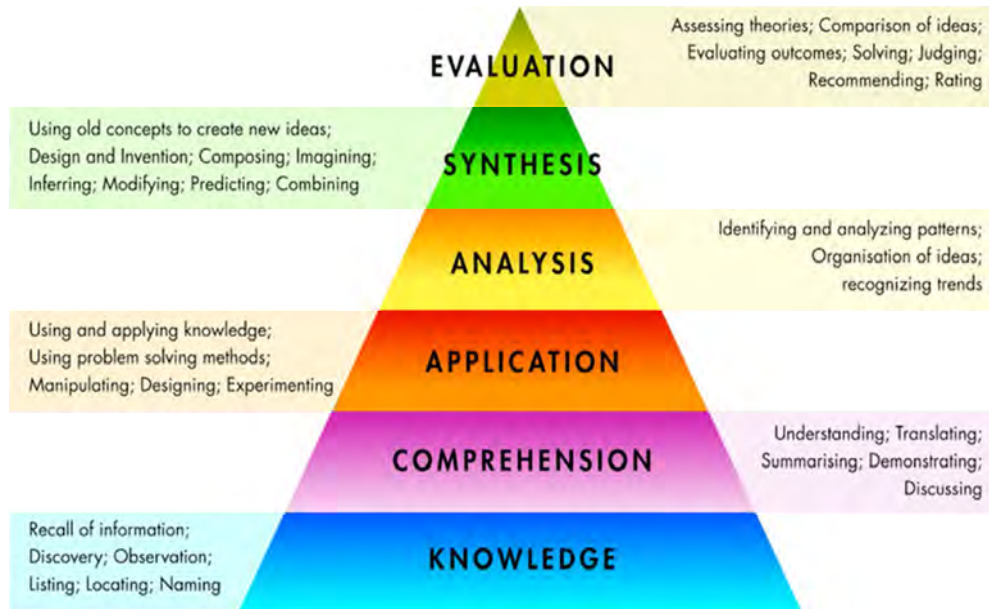 EVALUATION
Assessing theories; Comparison of ideas;
Evaluating outcomes; Solving; Judging;
Recommending; Rating
Using old concepts to create new ideas;
Design and Invention; Composing; Imagining;
Inferring; Modifying; Predicting; Combining
SYNTHESIS
ANALYSIS
Identifying and analyzing patterns;
Organisation of ideas;
recognizing trends
Using and applying knowledge;
Using problem solving methods;
Manipulating; Designing; Experimenting
APPLICATION
COMPREHENSION
Understanding; Translating;
Summarising; Demonstrating;
Discussing
Recall of information;
Discovery; Observation;
Listing; Locating; Naming
KNOWLEDGE